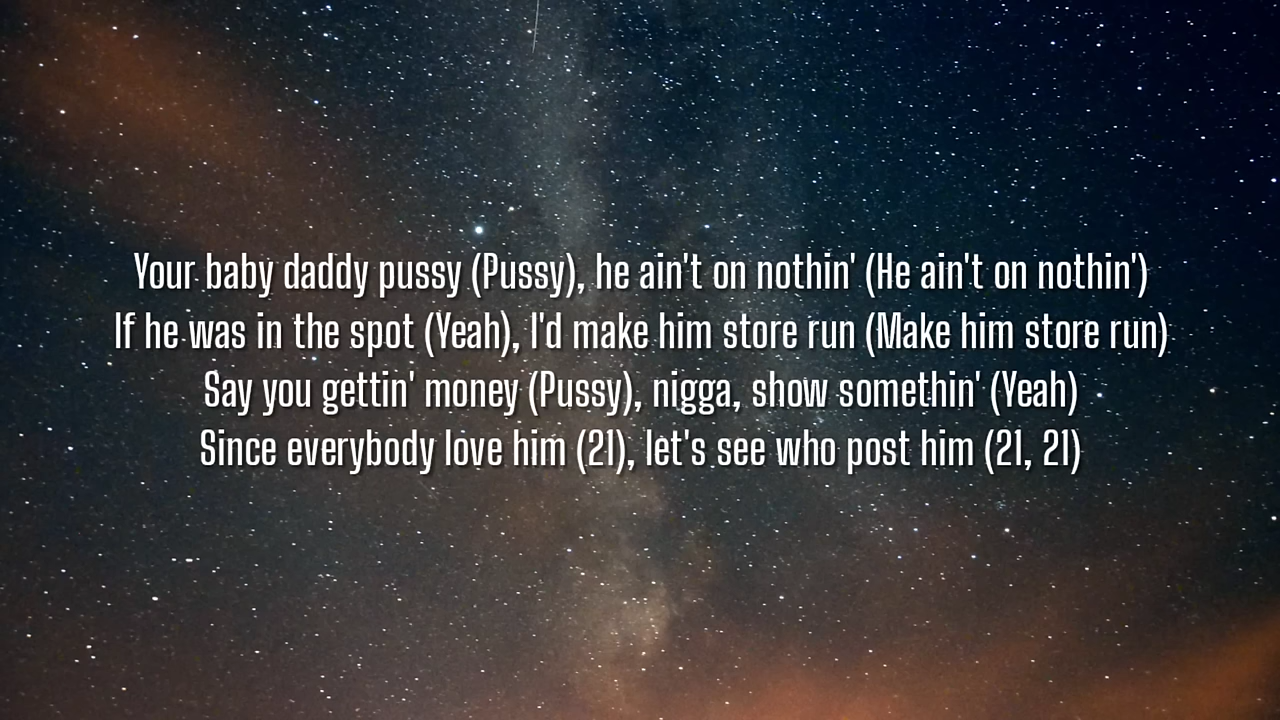 Your baby daddy pussy (Pussy), he ain't on nothin' (He ain't on nothin')
If he was in the spot (Yeah), I'd make him store run (Make him store run)
Say you gettin' money (Pussy), nigga, show somethin' (Yeah)
Since everybody love him (21), let's see who post him (21, 21)